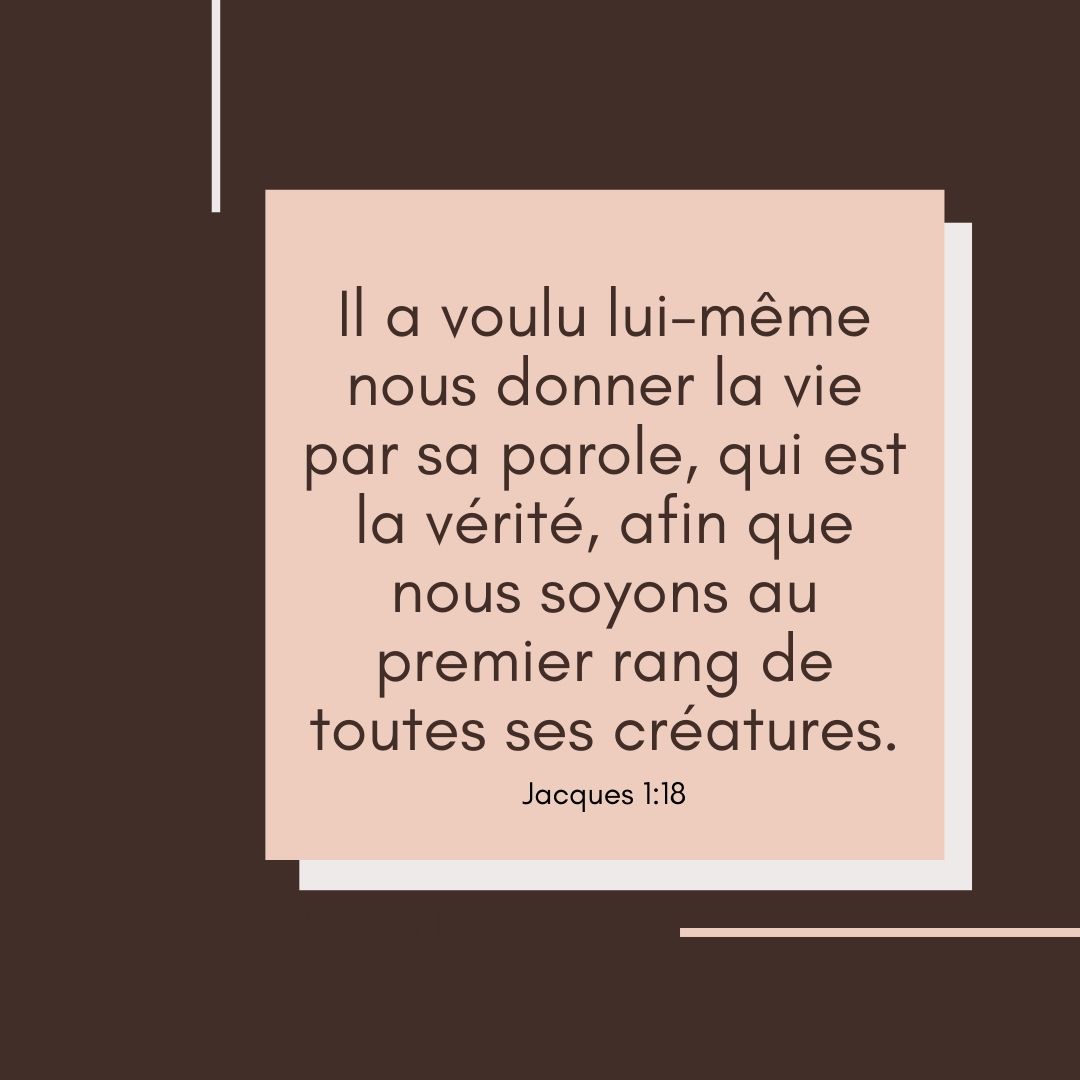 Il a voulu lui-même
nous donner la vie
par sa parole, qui est
la vérité, afin que
nous soyons au
premier rang de
toutes ses créatures.
Jacques 1:18